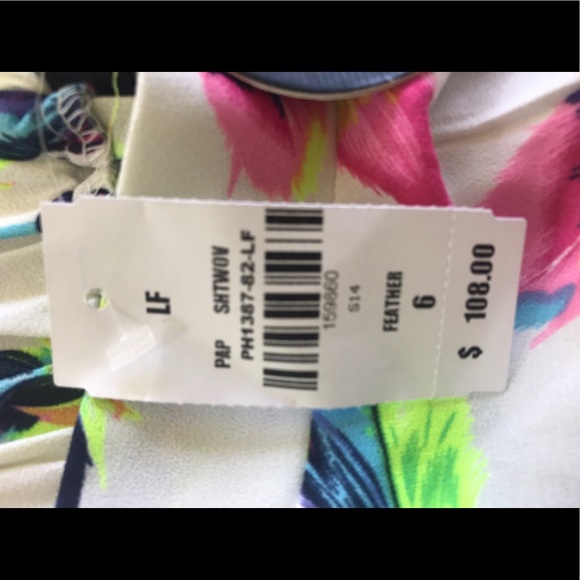 LF
PAP SHTWOV
PH1387-82-LF
159860
S14
FEATHER
6
$ 108.00